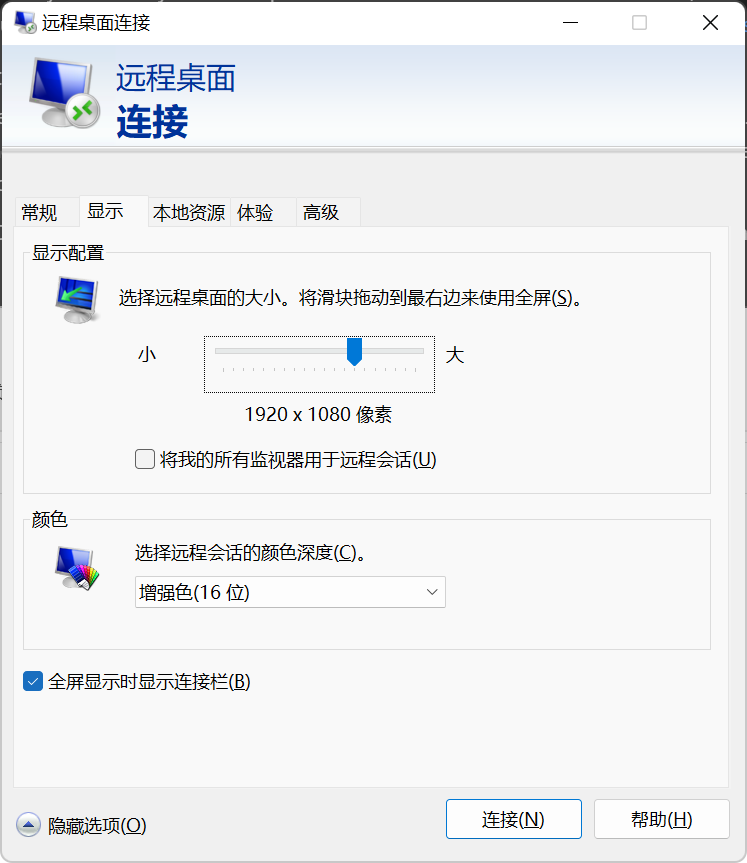 远程桌面连接
远程桌面
连接
常规 显示 本地资源 体验 高级
显示配置
选择远程桌面的大小。将滑块拖动到最右边来使用全屏(S)。
小 大
1920 x 1080 像素
将我的所有监视器用于远程会话(U)
颜色
选择远程会话的颜色深度(C)。
增强色(16 位)
全屏显示时显示连接栏(B)
隐藏选项(O) 连接(N) 帮助(H)